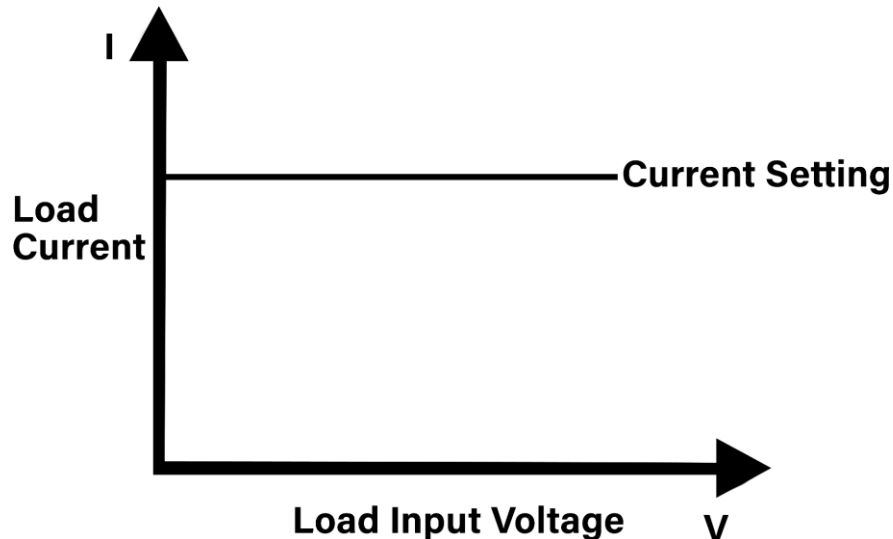 I
Current Setting
Load
Current
Load Input Voltage
V